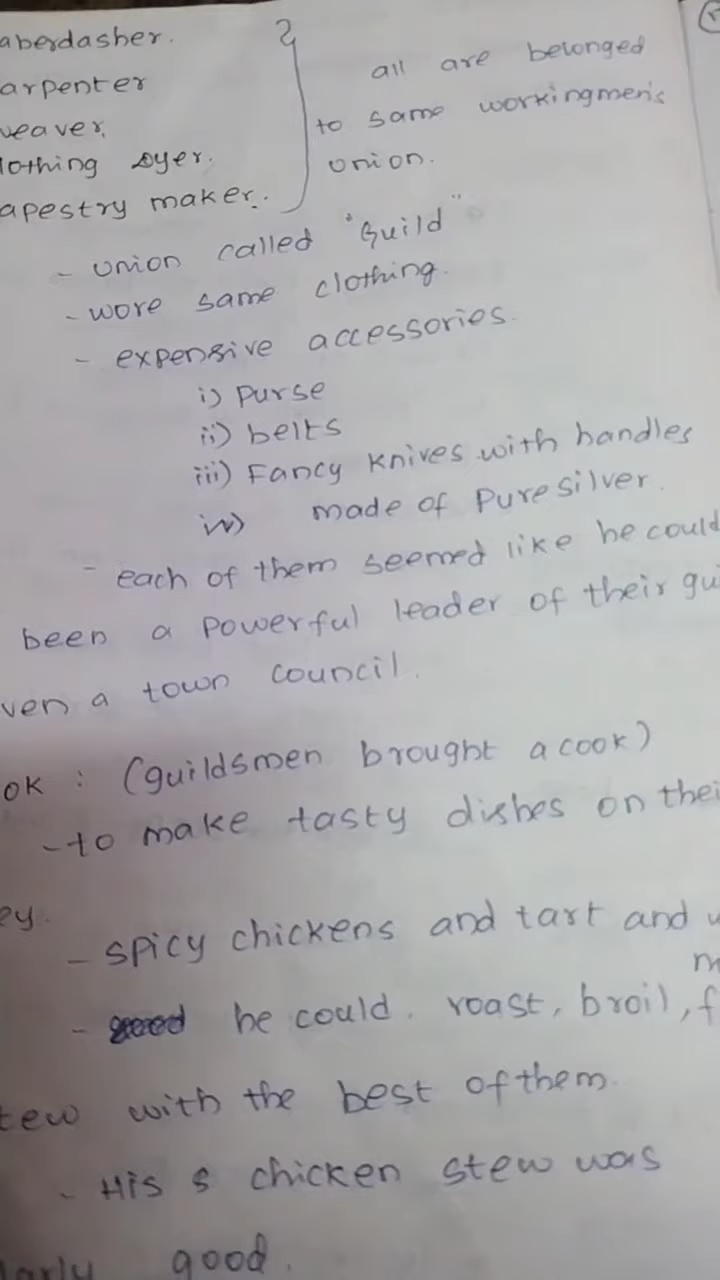 aberdasher.
arpenter
veaver,
lothing Dyer.
apestry maker..
all are belonged
to same workingmen's
union.
- union called "Guild"
- wore same clothing.
- expensive accessories.
i) purse
ii) belts
iii) Fancy knives with handles
iv) made of Pure silver.
- each of them seemed like he could
been a powerful leader of their gui
ven a town council.
ok : (guildsmen brought a cook)
- to make tasty dishes on thei
ey.
- spicy chickens and tart and
m
- he could. roast, broil, f
tew with the best of them.
- His s chicken stew was
larly good.